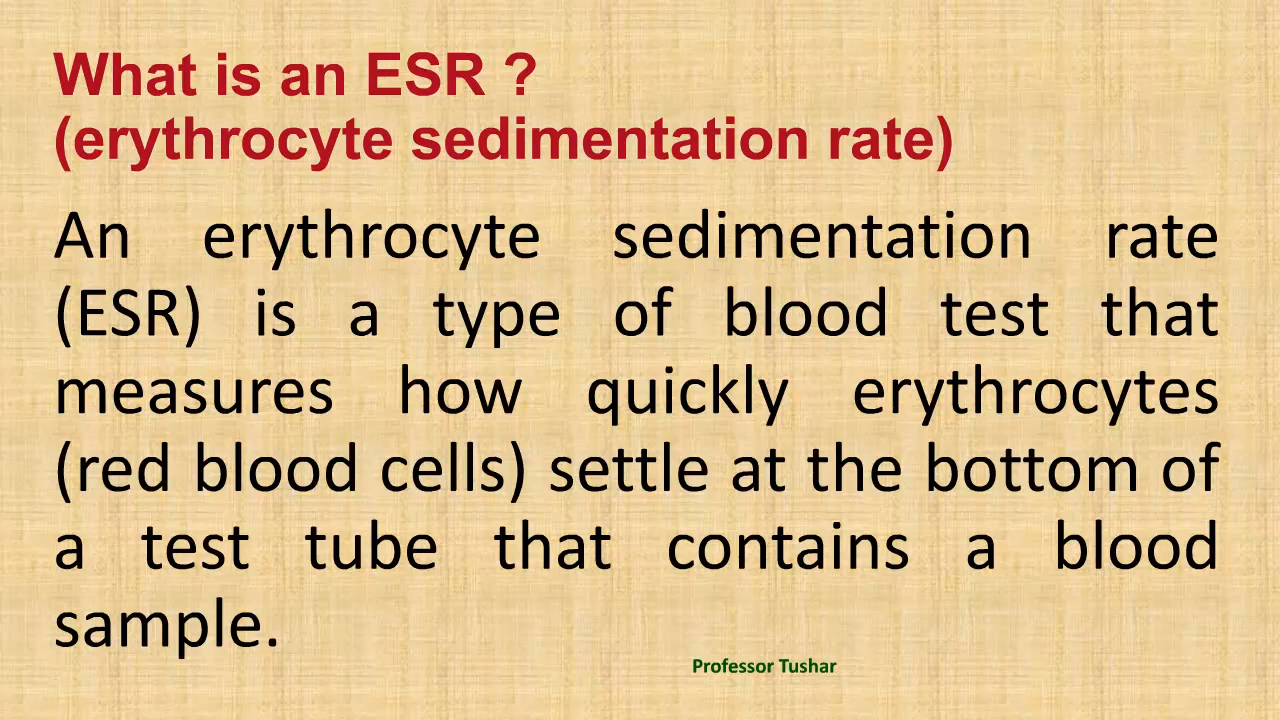 What is an ESR ?
(erythrocyte sedimentation rate)
An erythrocyte sedimentation rate
(ESR) is a type of blood test that
measures how quickly erythrocytes
(red blood cells) settle at the bottom of
a test tube that contains a blood
sample.
Professor Tushar